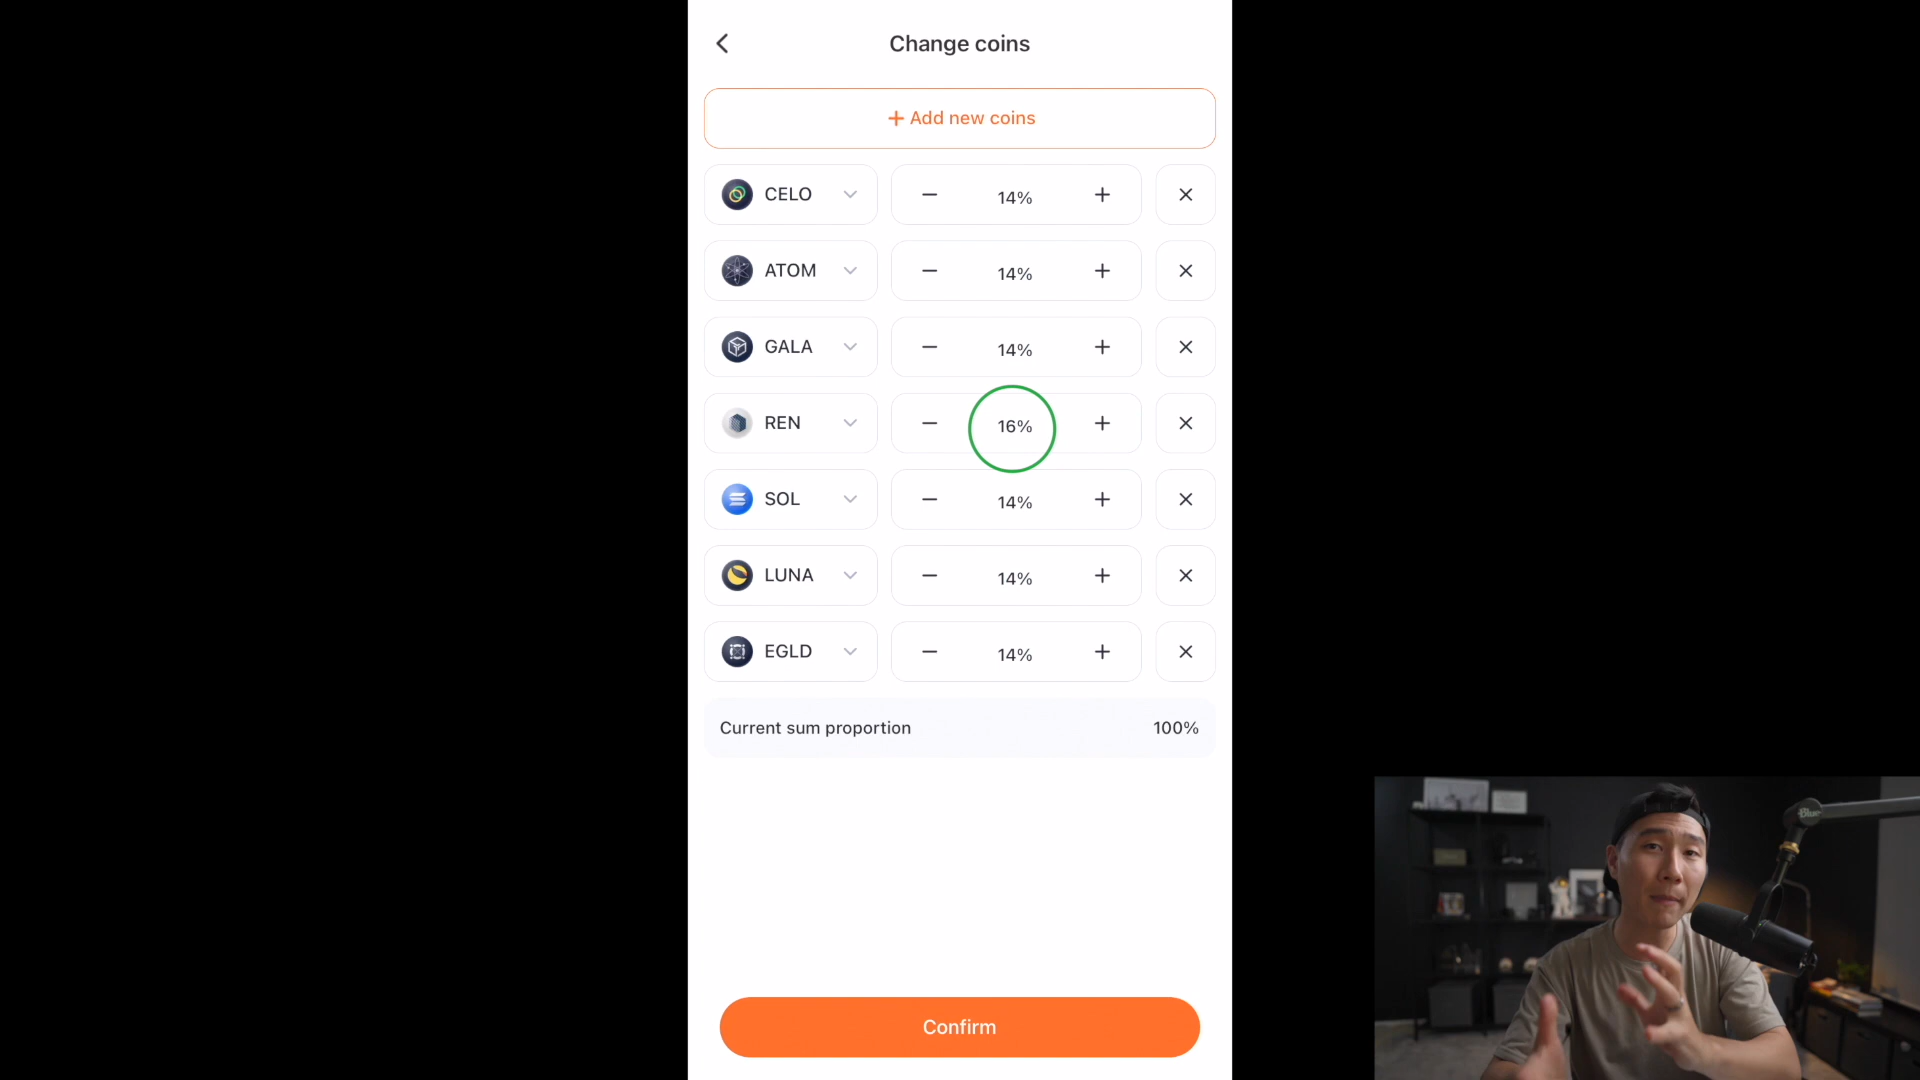 Change coins
+ Add new coins
CELO 14%
ATOM 14%
GALA 14%
REN 16%
SOL 14%
LUNA 14%
EGLD 14%
Current sum proportion 100%
Confirm
Blue